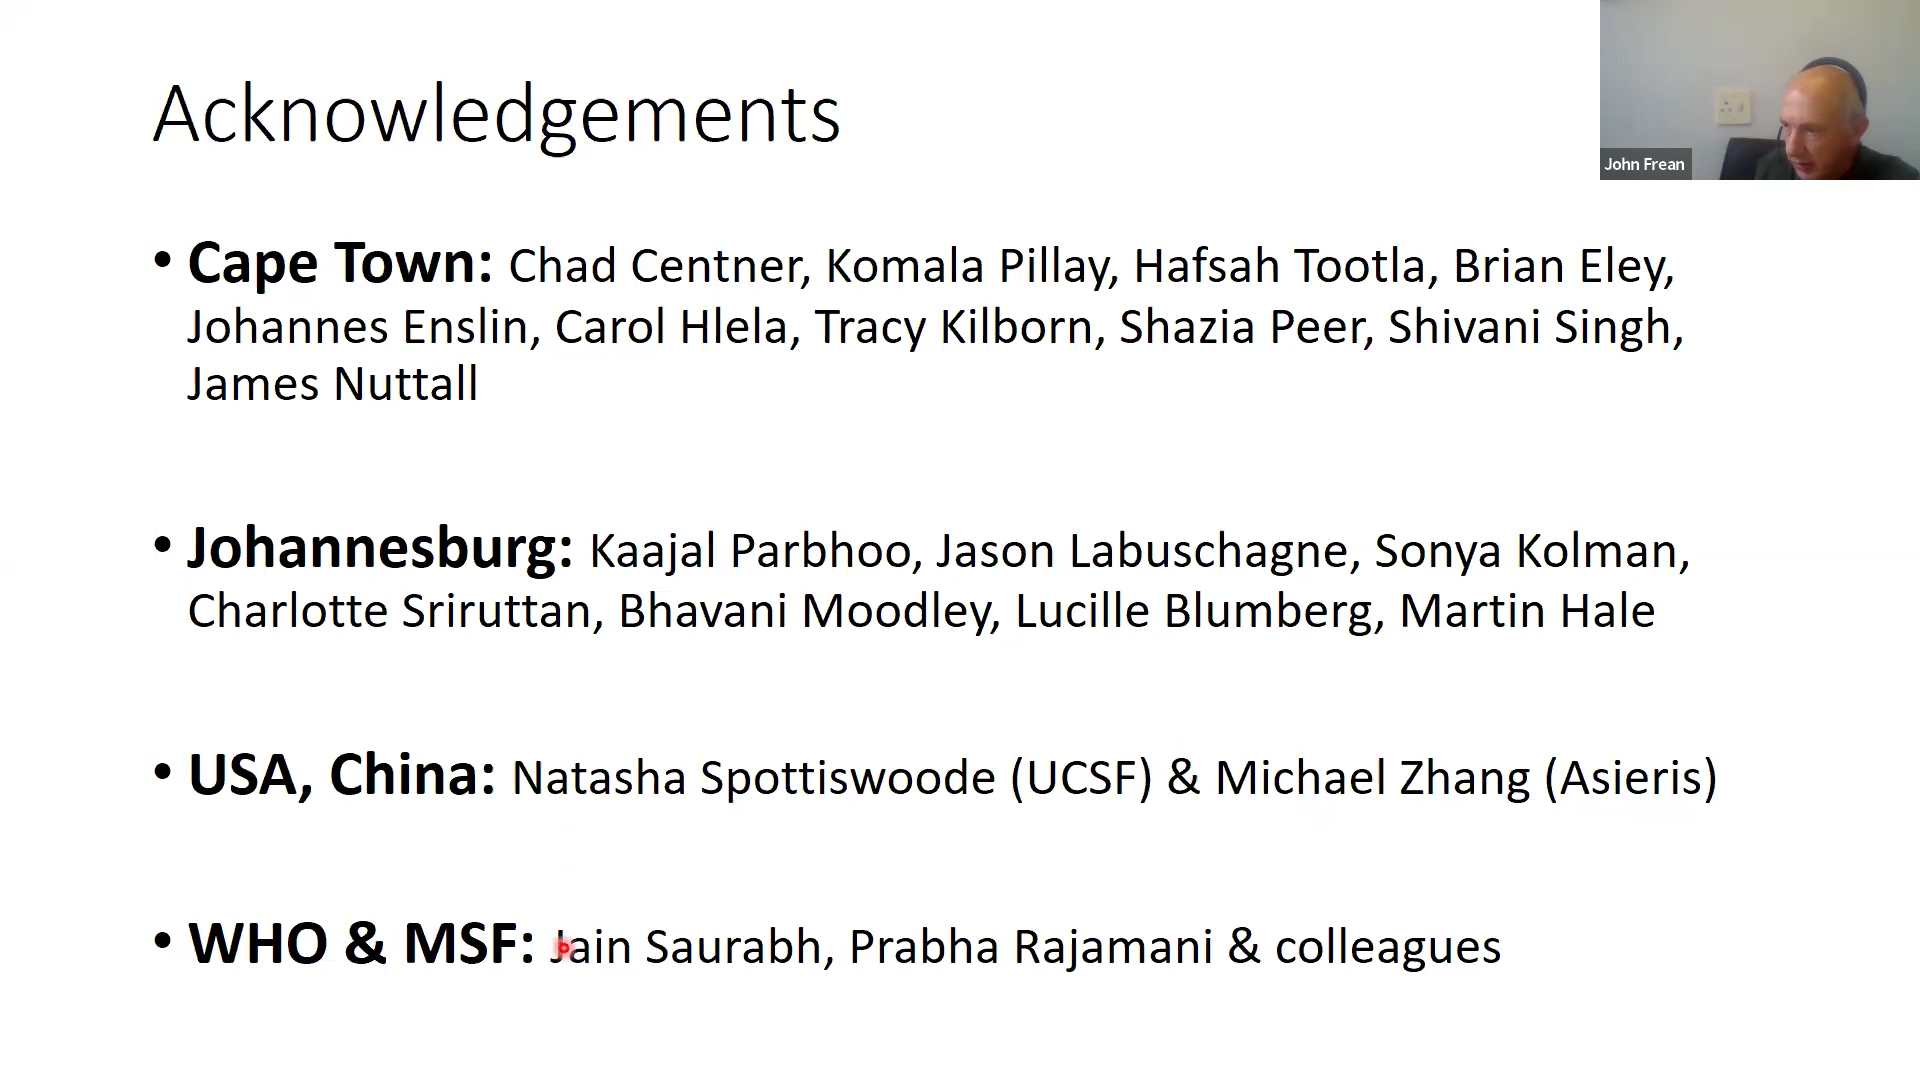 Acknowledgements
John Frean
• Cape Town: Chad Centner, Komala Pillay, Hafsah Tootla, Brian Eley,
Johannes Enslin, Carol Hlela, Tracy Kilborn, Shazia Peer, Shivani Singh,
James Nuttall
• Johannesburg: Kaajal Parbhoo, Jason Labuschagne, Sonya Kolman,
Charlotte Sriruttan, Bhavani Moodley, Lucille Blumberg, Martin Hale
• USA, China: Natasha Spottiswoode (UCSF) & Michael Zhang (Asieris)
• WHO & MSF: Jain Saurabh, Prabha Rajamani & colleagues